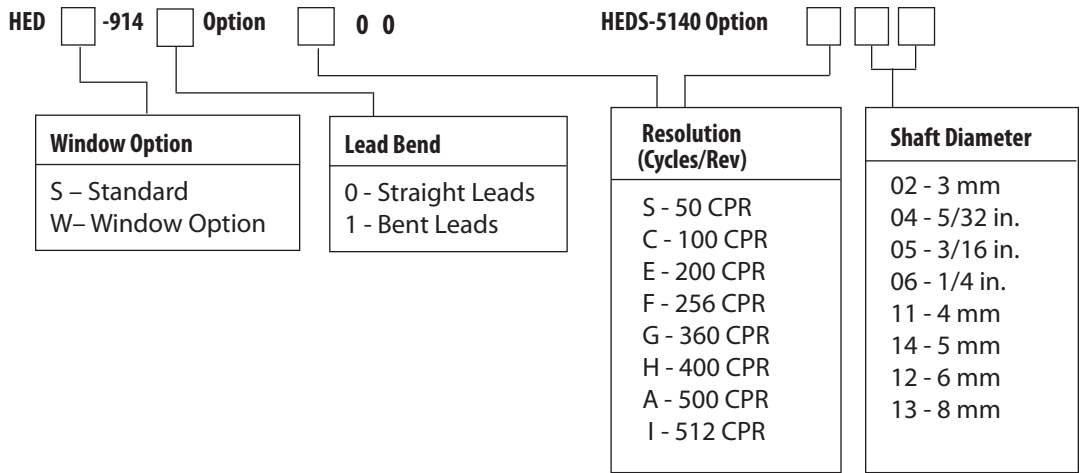 HED -914 Option 0 0 HEDS-5140 Option
Window Option
S – Standard
W– Window Option
Lead Bend
0 - Straight Leads
1 - Bent Leads
Resolution
(Cycles/Rev)
S - 50 CPR
C - 100 CPR
E - 200 CPR
F - 256 CPR
G - 360 CPR
H - 400 CPR
A - 500 CPR
I - 512 CPR
Shaft Diameter
02 - 3 mm
04 - 5/32 in.
05 - 3/16 in.
06 - 1/4 in.
11 - 4 mm
14 - 5 mm
12 - 6 mm
13 - 8 mm